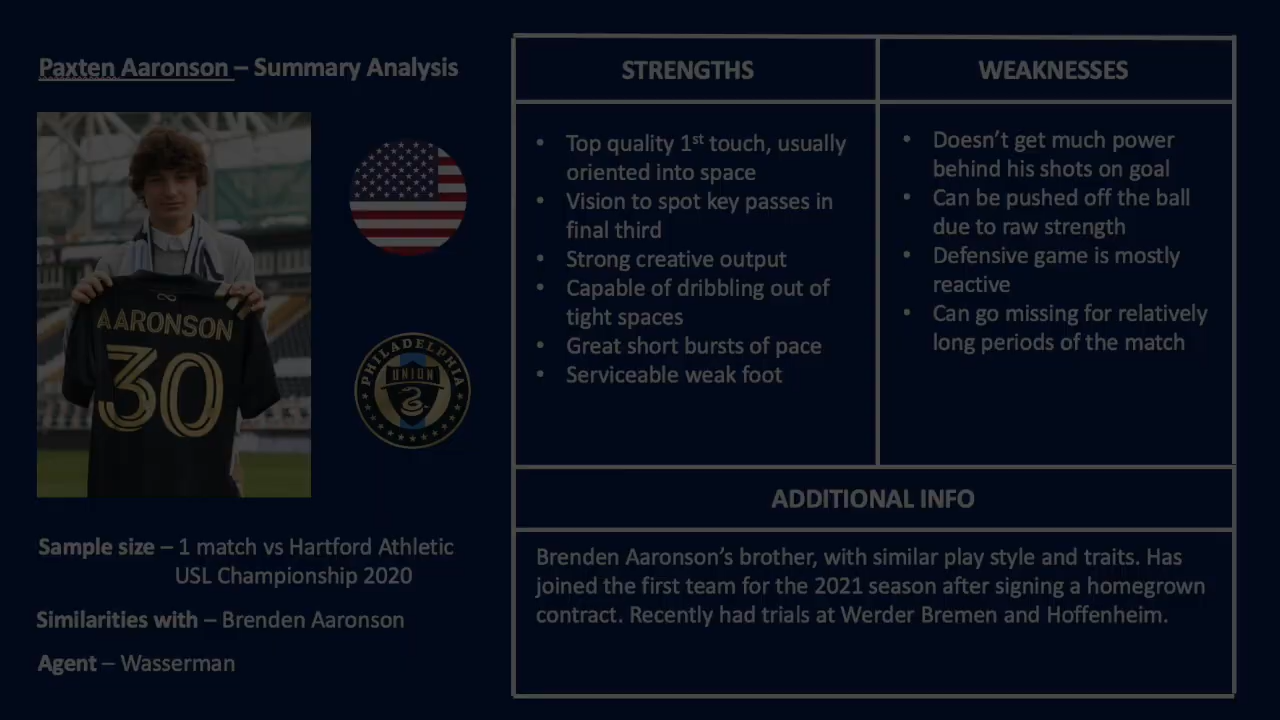 Paxten Aaronson – Summary Analysis
AARONSON
30
PHILADELPHIA
UNION
Sample size – 1 match vs Hartford Athletic
USL Championship 2020
Similarities with – Brenden Aaronson
Agent – Wasserman
STRENGTHS
• Top quality 1st touch, usually
oriented into space
• Vision to spot key passes in
final third
• Strong creative output
• Capable of dribbling out of
tight spaces
• Great short bursts of pace
• Serviceable weak foot
WEAKNESSES
• Doesn’t get much power
behind his shots on goal
• Can be pushed off the ball
due to raw strength
• Defensive game is mostly
reactive
• Can go missing for relatively
long periods of the match
ADDITIONAL INFO
Brenden Aaronson’s brother, with similar play style and traits. Has
joined the first team for the 2021 season after signing a homegrown
contract. Recently had trials at Werder Bremen and Hoffenheim.